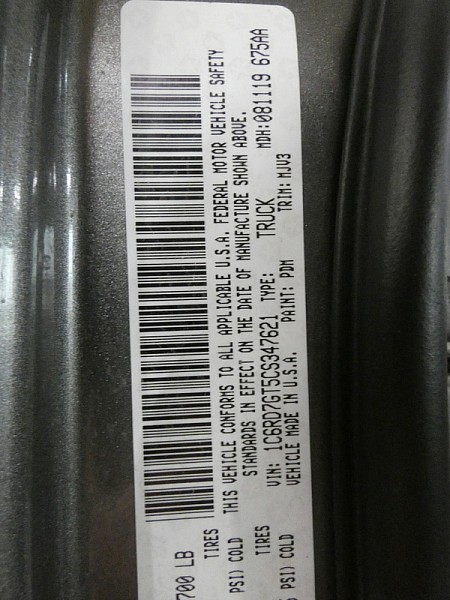 700 LB
TIRES
PSI) COLD
THIS VEHICLE CONFORMS TO ALL APPLICABLE U.S.A. FEDERAL MOTOR VEHICLE SAFETY
STANDARDS IN EFFECT ON THE DATE OF MANUFACTURE SHOWN ABOVE.
TIRES
VIN: 1C6RD7GT5CS347621 TYPE: TRUCK MDH:081119 675AA
PSI) COLD
VEHICLE MADE IN U.S.A. PAINT: PDM TRIM: MJV3